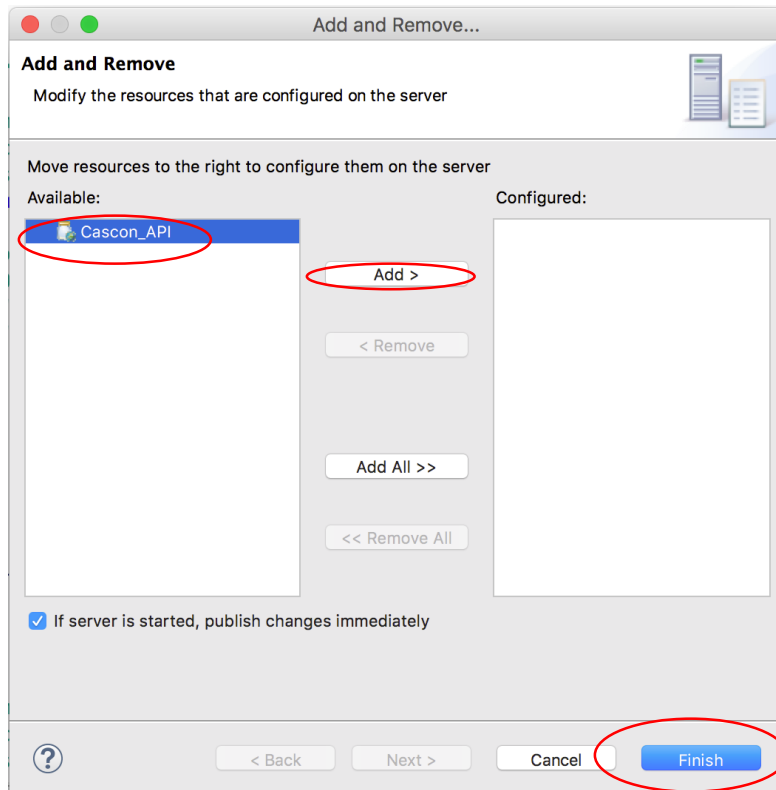 Add and Remove...
Add and Remove
Modify the resources that are configured on the server
Move resources to the right to configure them on the server
Available:
Configured:
Cascon_API
Add >
< Remove
Add All >>
<< Remove All
If server is started, publish changes immediately
?
< Back
Next >
Cancel
Finish